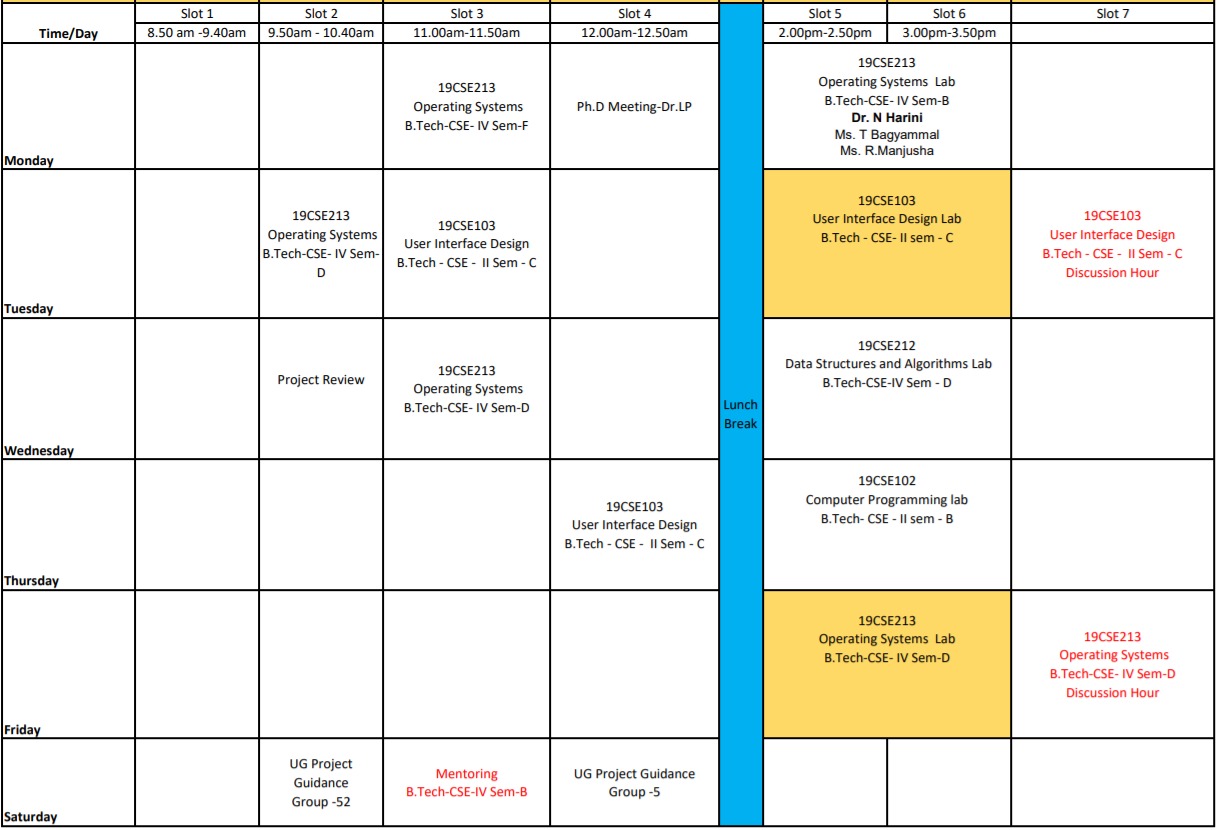 Slot 1
Slot 2
Slot 3
Slot 4
Slot 5
Slot 6
Slot 7
Time/Day
8.50 am -9.40am
9.50am - 10.40am
11.00am-11.50am
12.00am-12.50am
2.00pm-2.50pm
3.00pm-3.50pm
Monday
19CSE213
Operating Systems
B.Tech-CSE- IV Sem-F
Ph.D Meeting-Dr.LP
19CSE213
Operating Systems  Lab
B.Tech-CSE- IV Sem-B
Dr. N Harini
Ms. T Bagyammal
Ms. R.Manjusha
Tuesday
19CSE213
Operating Systems
B.Tech-CSE- IV Sem-
D
19CSE103
User Interface Design
B.Tech - CSE -  II Sem - C
19CSE103
User Interface Design Lab
B.Tech - CSE- II sem - C
19CSE103
User Interface Design
B.Tech - CSE -  II Sem - C
Discussion Hour
Wednesday
Project Review
19CSE213
Operating Systems
B.Tech-CSE- IV Sem-D
Lunch
Break
19CSE212
Data Structures and Algorithms Lab
B.Tech-CSE-IV Sem - D
Thursday
19CSE103
User Interface Design
B.Tech - CSE -  II Sem - C
19CSE102
Computer Programming lab
B.Tech- CSE - II sem - B
Friday
19CSE213
Operating Systems  Lab
B.Tech-CSE- IV Sem-D
19CSE213
Operating Systems
B.Tech-CSE- IV Sem-D
Discussion Hour
Saturday
UG Project
Guidance
Group -52
Mentoring
B.Tech-CSE-IV Sem-B
UG Project Guidance
Group -5